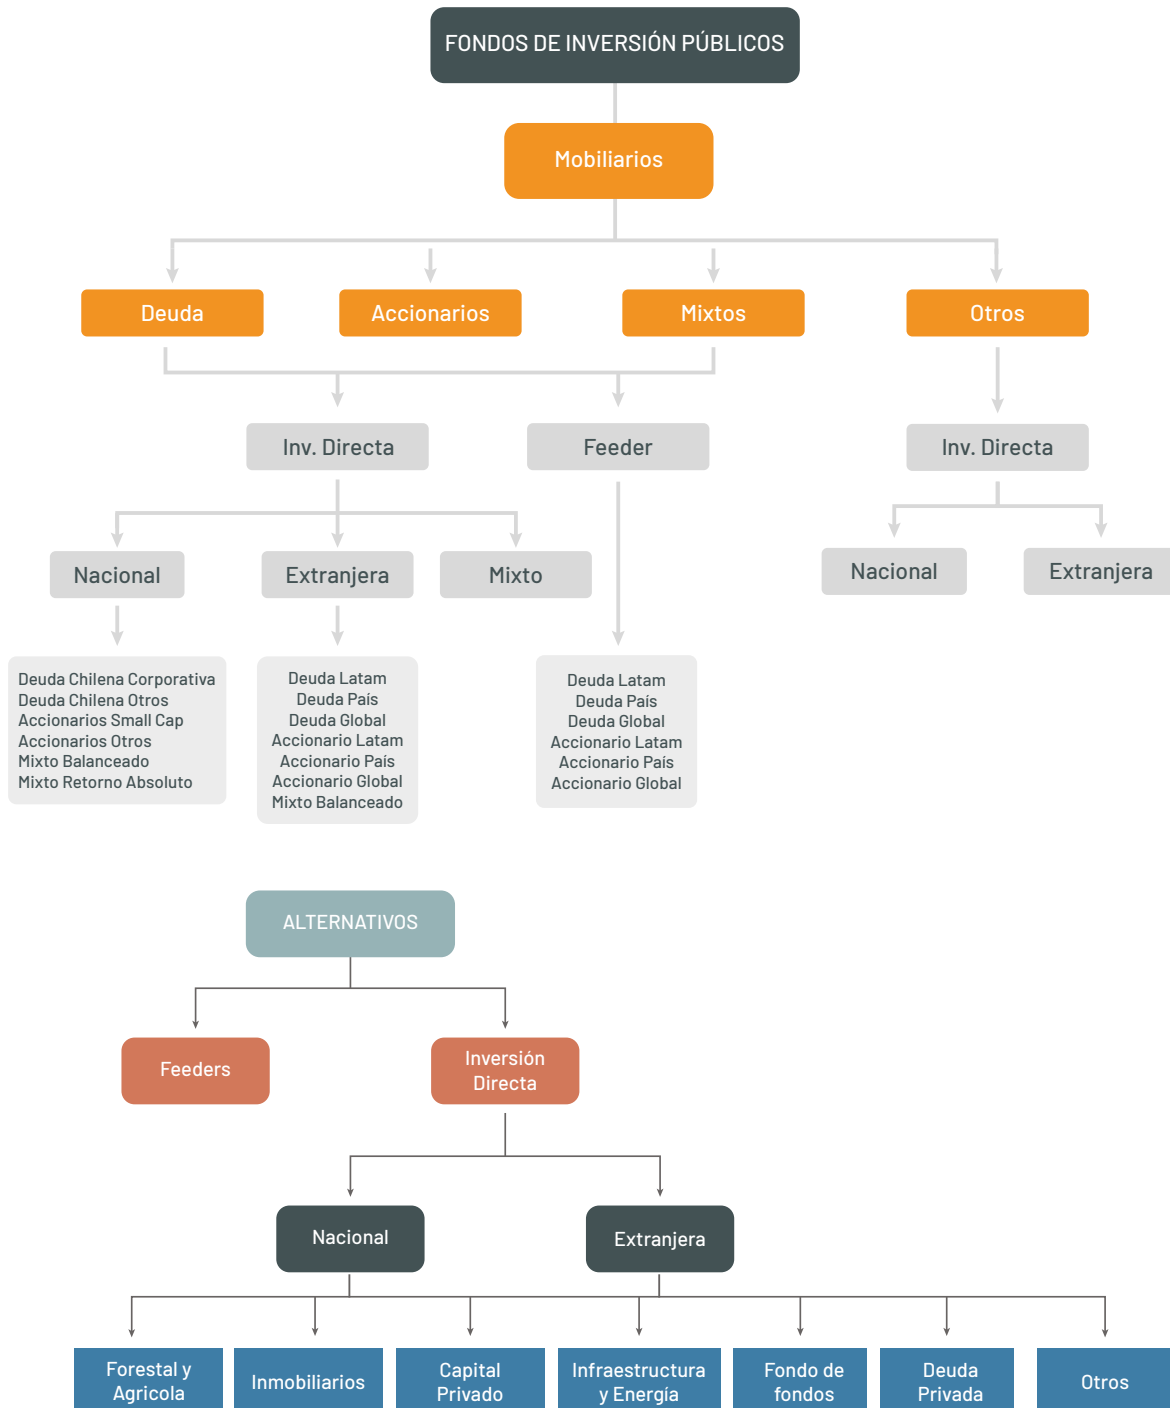 FONDOS DE INVERSIÓN PÚBLICOS
Mobiliarios
Deuda
Accionarios
Mixtos
Otros
Inv. Directa
Feeder
Inv. Directa
Nacional
Extranjera
Mixto
Nacional
Extranjera
Deuda Chilena Corporativa
Deuda Chilena Otros
Accionarios Small Cap
Accionarios Otros
Mixto Balanceado
Mixto Retorno Absoluto
Deuda Latam
Deuda País
Deuda Global
Accionario Latam
Accionario País
Accionario Global
Mixto Balanceado
Deuda Latam
Deuda País
Deuda Global
Accionario Latam
Accionario País
Accionario Global
ALTERNATIVOS
Feeders
Inversión
Directa
Nacional
Extranjera
Forestal y
Agricola
Inmobiliarios
Capital
Privado
Infraestructura
y Energía
Fondo de
fondos
Deuda
Privada
Otros